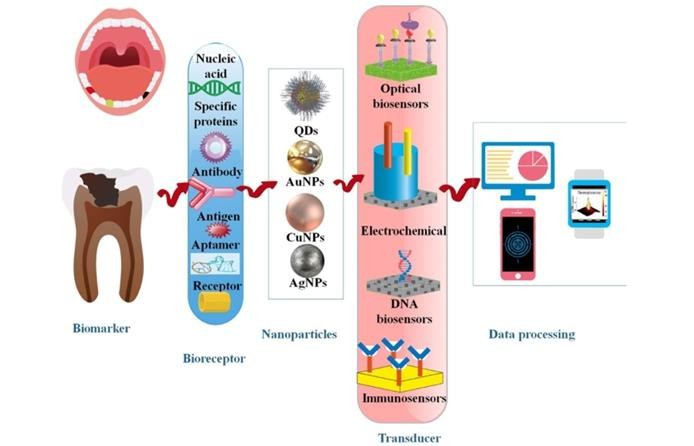 Nucleic
acid
Specific
proteins
Antibody
Antigen
Aptamer
Receptor
QDs
AuNPs
CuNPs
AgNPs
Optical
biosensors
Electrochemical
DNA
biosensors
Immunosensors
Biomarker
Bioreceptor
Nanoparticles
Transducer
Data processing